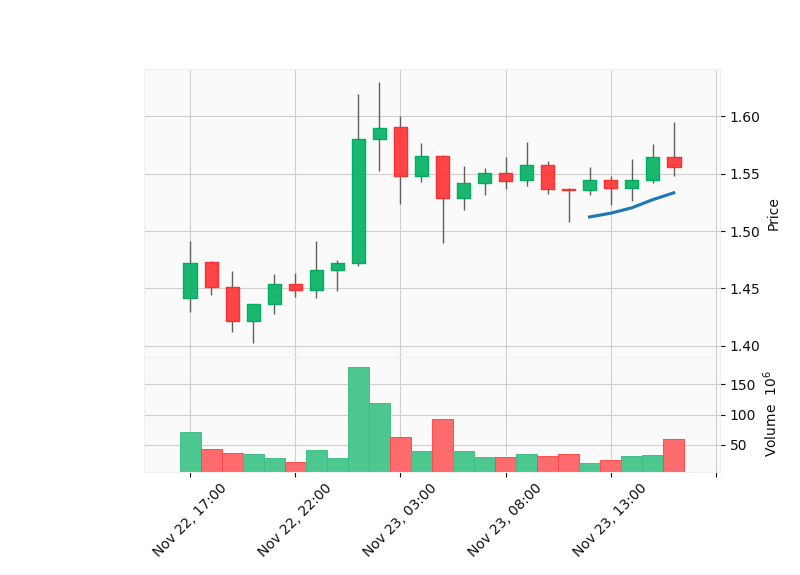 1.60
1.55
1.50
1.45
1.40
Price
150
100
50
Volume 10^6
Nov 22, 17:00
Nov 22, 22:00
Nov 23, 03:00
Nov 23, 08:00
Nov 23, 13:00